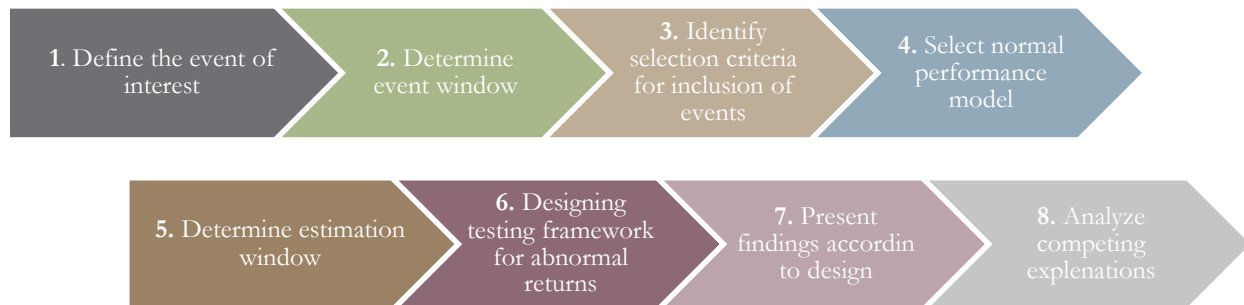 1. Define the event of
interest
2. Determine
event window
3. Identify
selection criteria
for inclusion of
events
4. Select normal
performance
model
5. Determine estimation
window
6. Designing
testing framework
for abnormal
returns
7. Present
findings accordin
to design
8. Analyze
competing
explenations